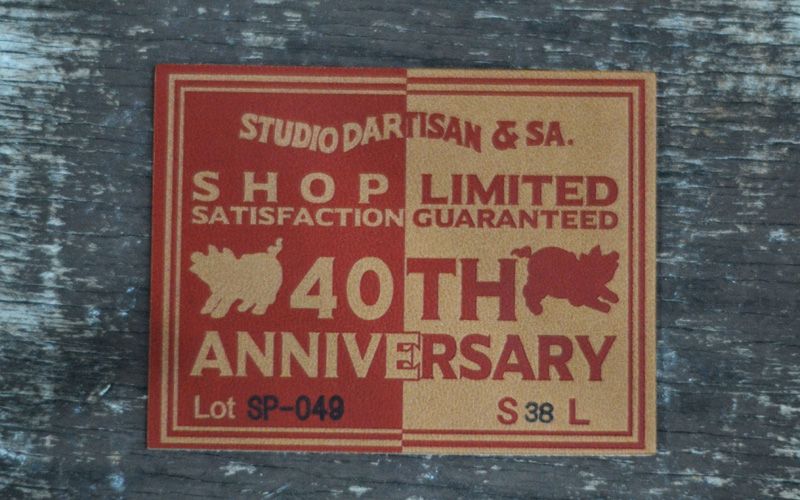 STUDIO DARTISAN & SA.
SHOP LIMITED
SATISFACTION GUARANTEED
40TH
ANNIVERSARY
Lot SP-049 S 38 L